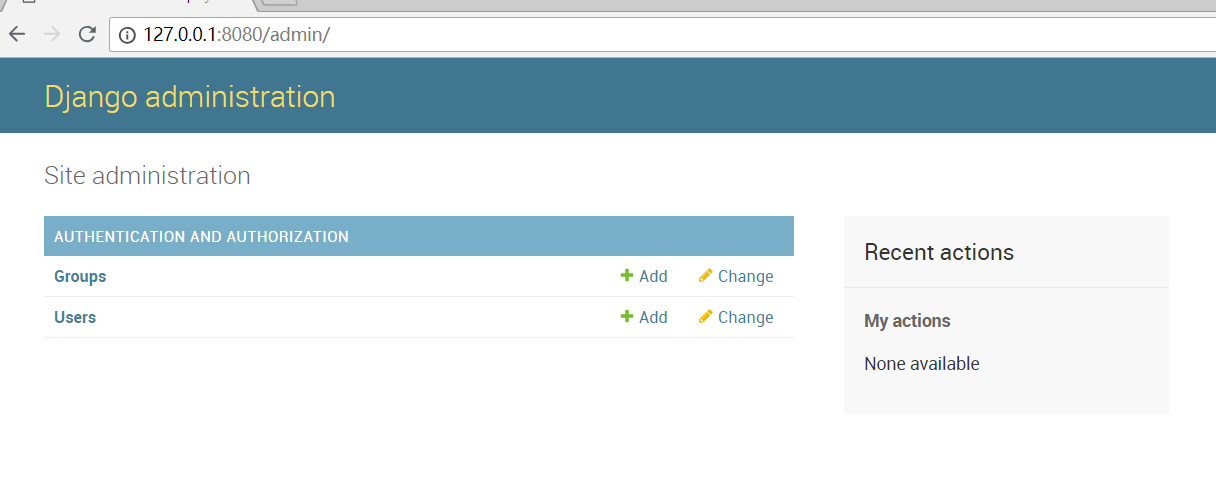 127.0.0.1:8080/admin/
Django administration
Site administration
AUTHENTICATION AND AUTHORIZATION
Groups Add Change
Users Add Change
Recent actions
My actions
None available